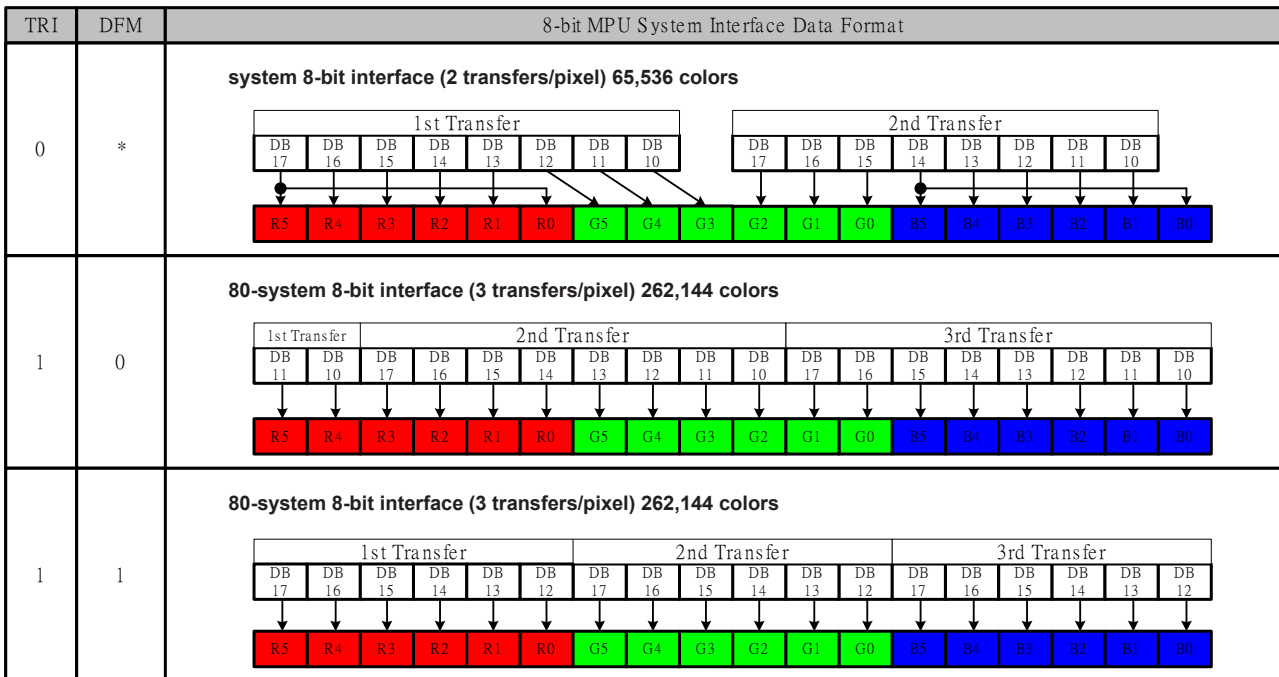 TRI DFM 8-bit MPU System Interface Data Format
0 *
system 8-bit interface (2 transfers/pixel) 65,536 colors
1st Transfer 2nd Transfer
DB 17 DB 16 DB 15 DB 14 DB 13 DB 12 DB 11 DB 10 DB 17 DB 16 DB 15 DB 14 DB 13 DB 12 DB 11 DB 10
R5 R4 R3 R2 R1 R0 G5 G4 G3 G2 G1 G0 B5 B4 B3 B2 B1 B0
1 0
80-system 8-bit interface (3 transfers/pixel) 262,144 colors
1st Transfer 2nd Transfer 3rd Transfer
DB 11 DB 10 DB 17 DB 16 DB 15 DB 14 DB 13 DB 12 DB 11 DB 10 DB 17 DB 16 DB 15 DB 14 DB 13 DB 12 DB 11 DB 10
R5 R4 R3 R2 R1 R0 G5 G4 G3 G2 G1 G0 B5 B4 B3 B2 B1 B0
1 1
80-system 8-bit interface (3 transfers/pixel) 262,144 colors
1st Transfer 2nd Transfer 3rd Transfer
DB 17 DB 16 DB 15 DB 14 DB 13 DB 12 DB 17 DB 16 DB 15 DB 14 DB 13 DB 12 DB 17 DB 16 DB 15 DB 14 DB 13 DB 12
R5 R4 R3 R2 R1 R0 G5 G4 G3 G2 G1 G0 B5 B4 B3 B2 B1 B0